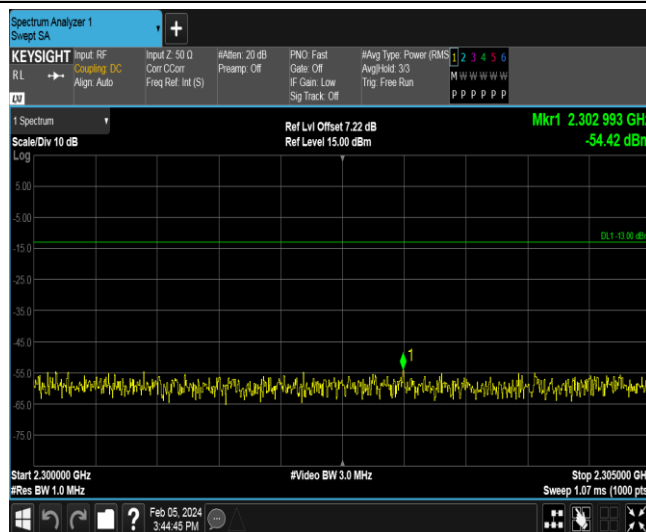 Spectrum Analyzer 1
Swept SA
+
KEYSIGHT Input: RF Input Z: 50 Ω #Atten: 20 dB PNO: Fast #Avg Type: Power (RMS 1 2 3 4 5 6
RL Coupling: DC Corr CCorr Preamp: Off Gate: Off Avg|Hold: 3/3 M W W W W W
Align: Auto Freq Ref: Int (S) IF Gain: Low Trig: Free Run
LXI Sig Track: Off P P P P P P
1 Spectrum Ref Lvl Offset 7.22 dB Mkr1 2.302 993 GHz
Scale/Div 10 dB Ref Level 15.00 dBm -54.42 dBm
Log
5.00
-5.00
DL1 -13.00 dBm
-15.0
-25.0
-35.0
-45.0
1
-55.0
-65.0
-75.0
Start 2.300000 GHz #Video BW 3.0 MHz Stop 2.305000 GHz
#Res BW 1.0 MHz Sweep 1.07 ms (1000 pts
? Feb 05, 2024
3:44:45 PM